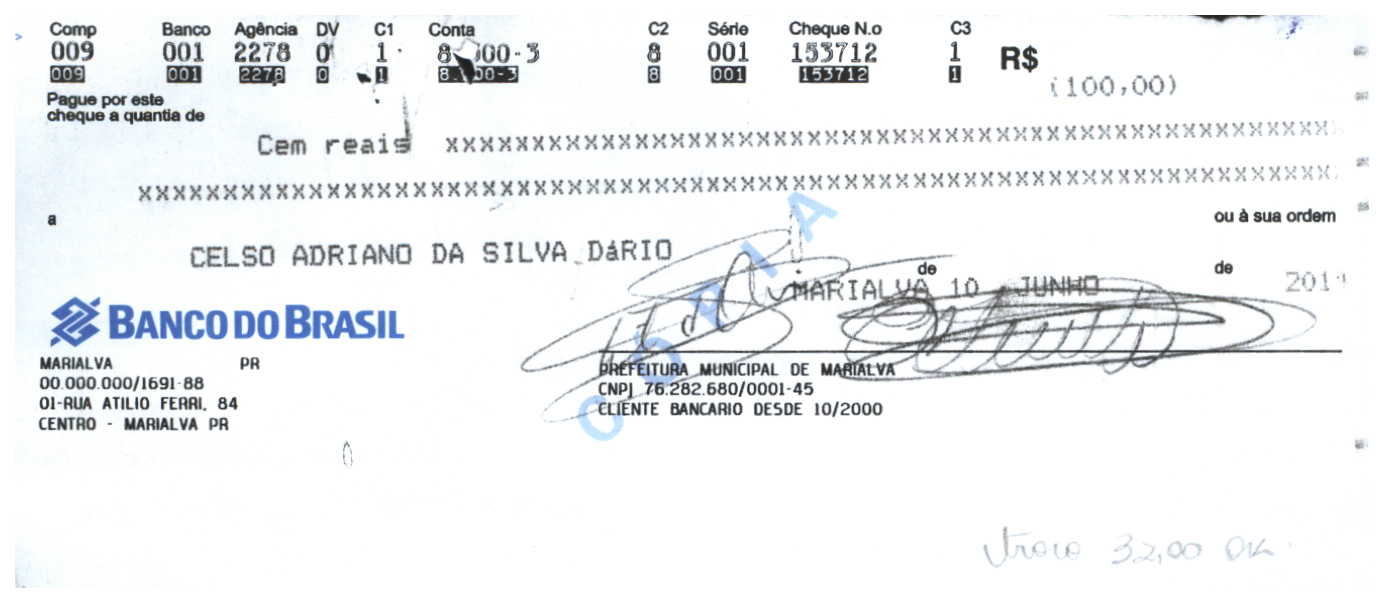 Comp Banco Agência DV C1 Conta C2 Série Cheque N.o C3
009 001 2278 0 1 8 8 001 153712 1 R$
009 001 2278 0 1 8 001 153712 1
(100,00)
Pague por este
cheque a quantia de
Cem reais xxxxxxxxxxxxxxxxxxxxxxxxxxxxxxxxxxxxxxxxxxxxxxxxxxxxxxxxxxxxxx
xxxxxxxxxxxxxxxxxxxxxxxxxxxxxxxxxxxxxxxxxxxxxxxxxxxxxxxxxxxxxxxxxxxxxxxxxxxxxxxxxxxx
a ou à sua ordem
CELSO ADRIANO DA SILVA DáRIO
MARIALVA 10 de JUNHO de
BANCO DO BRASIL
MARIALVA PR
00.000.000/1691-88
01-RUA ATILIO FERRI, 84
CENTRO - MARIALVA PR
PREFEITURA MUNICIPAL DE MARIALVA
CNPJ 76.282.680/0001-45
CLIENTE BANCARIO DESDE 10/2000
CÓPIA
troco 32,00 OK